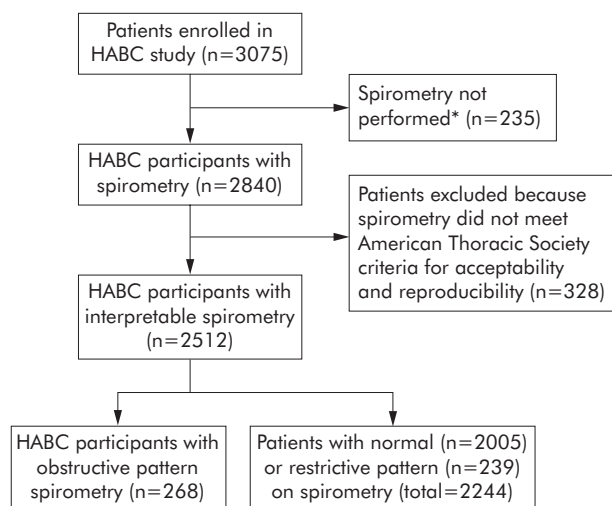 Patients enrolled in
HABC study (n=3075)
Spirometry not
performed* (n=235)
HABC participants with
spirometry (n=2840)
Patients excluded because
spirometry did not meet
American Thoracic Society
criteria for acceptability
and reproducibility (n=328)
HABC participants with
interpretable spirometry
(n=2512)
HABC participants with
obstructive pattern
spirometry (n=268)
Patients with normal (n=2005)
or restrictive pattern (n=239)
on spirometry (total=2244)